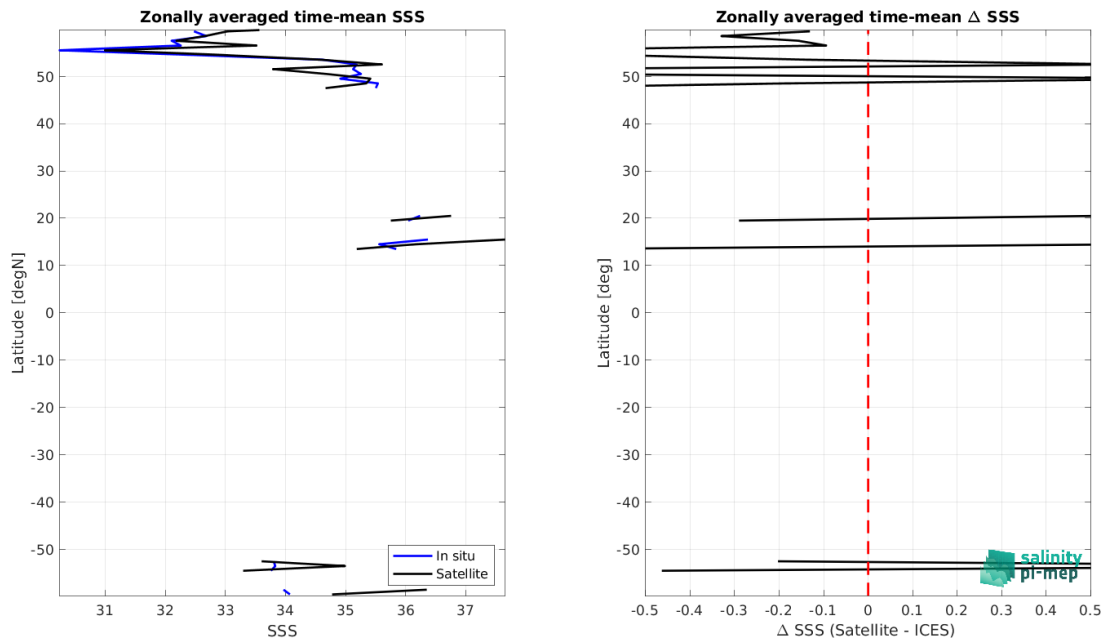 Zonally averaged time-mean SSS
50
40
30
20
10
0
-10
-20
-30
-40
-50
Latitude [degN]
31 32 33 34 35 36 37
SSS
In situ
Satellite
Zonally averaged time-mean Δ SSS
50
40
30
20
10
0
-10
-20
-30
-40
-50
Latitude [deg]
-0.5 -0.4 -0.3 -0.2 -0.1 0 0.1 0.2 0.3 0.4 0.5
Δ SSS (Satellite - ICES)
salinity
pi-mep